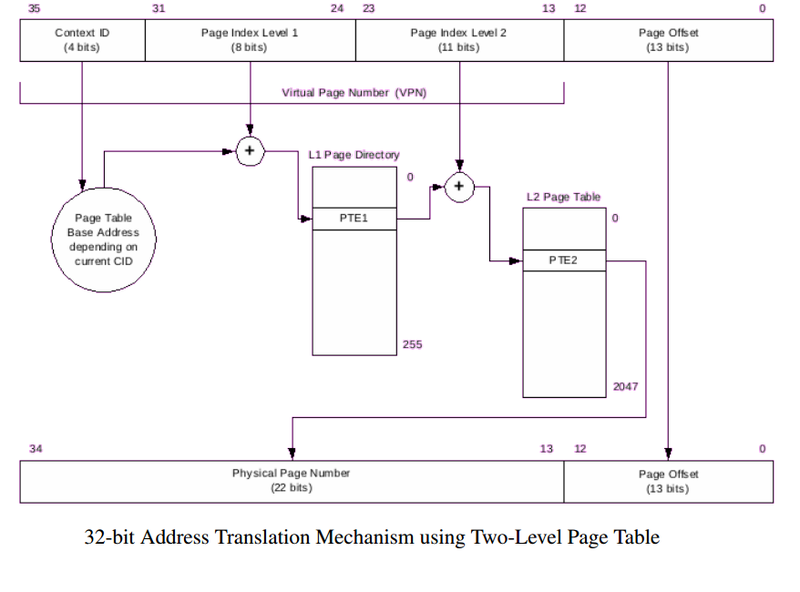 35 31 24 23 13 12 0
Context ID Page Index Level 1 Page Index Level 2 Page Offset
(4 bits) (8 bits) (11 bits) (13 bits)
Virtual Page Number (VPN)
L1 Page Directory
0
Page Table
Base Address
depending on
current CID
PTE1
255
L2 Page Table
0
PTE2
2047
34 13 12 0
Physical Page Number Page Offset
(22 bits) (13 bits)
+
+
32-bit Address Translation Mechanism using Two-Level Page Table